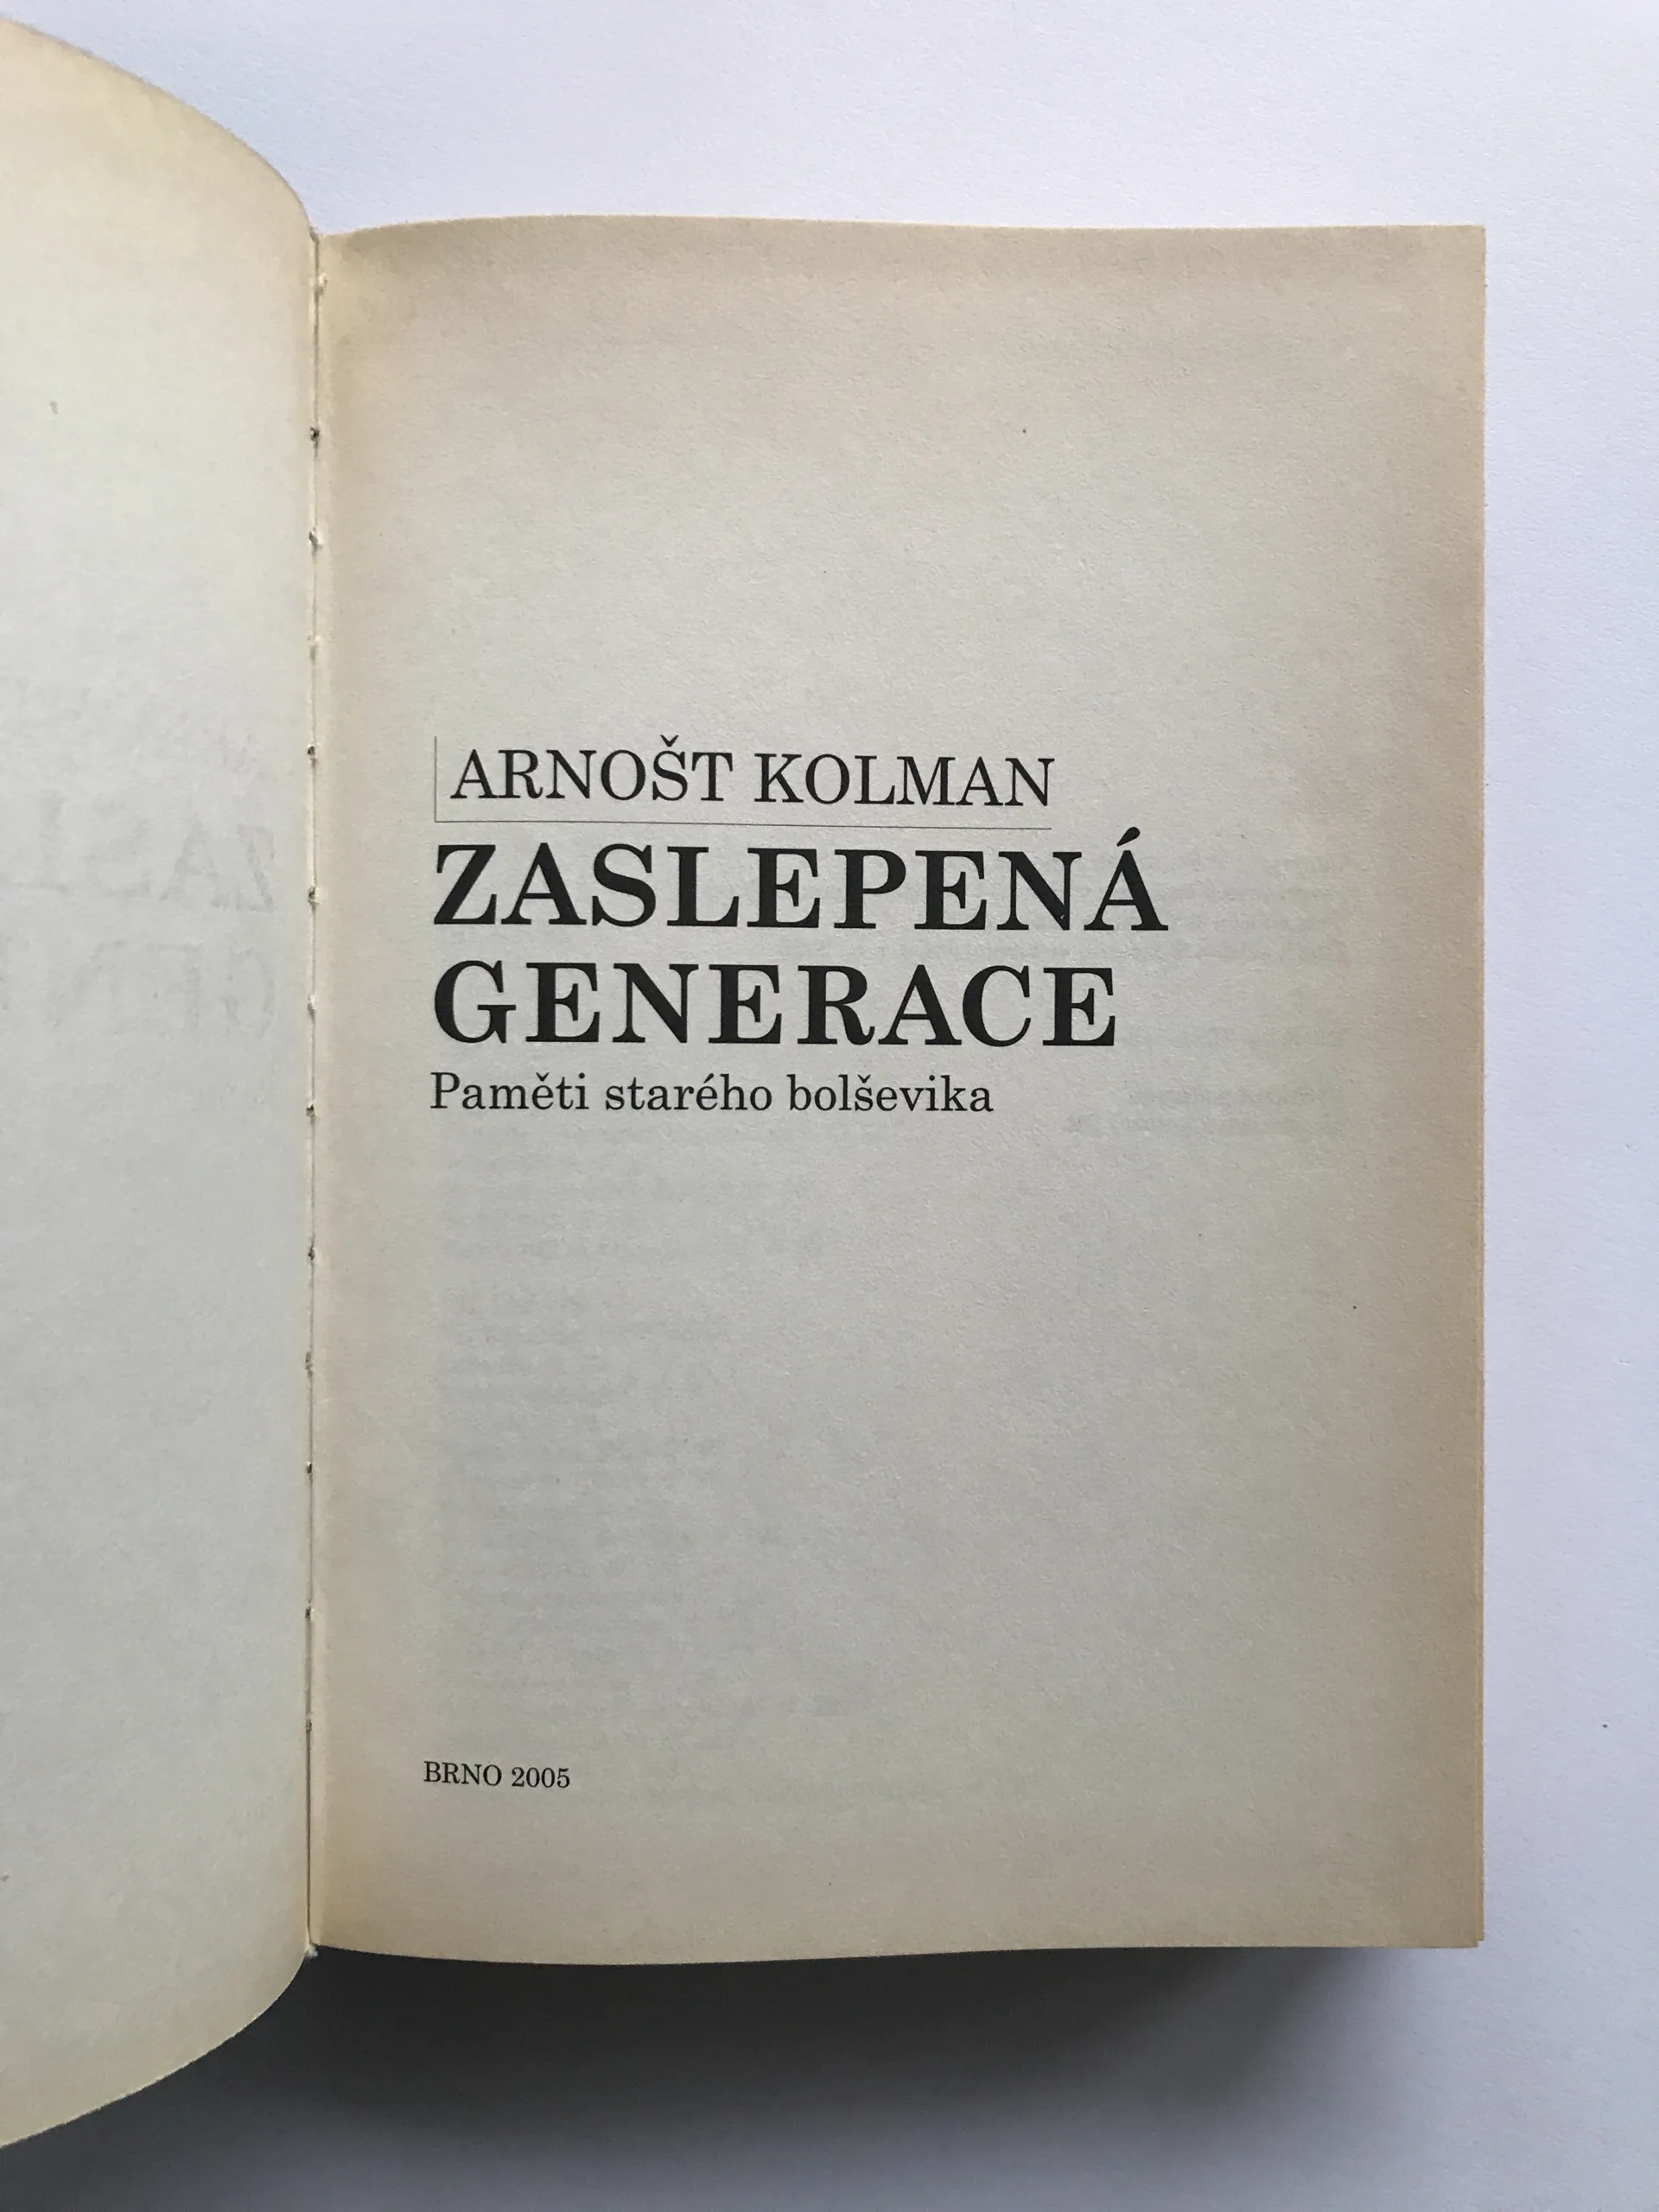 ARNOŠT KOLMAN
ZASLEPENÁ
GENERACE
Paměti starého bolševika
BRNO 2005